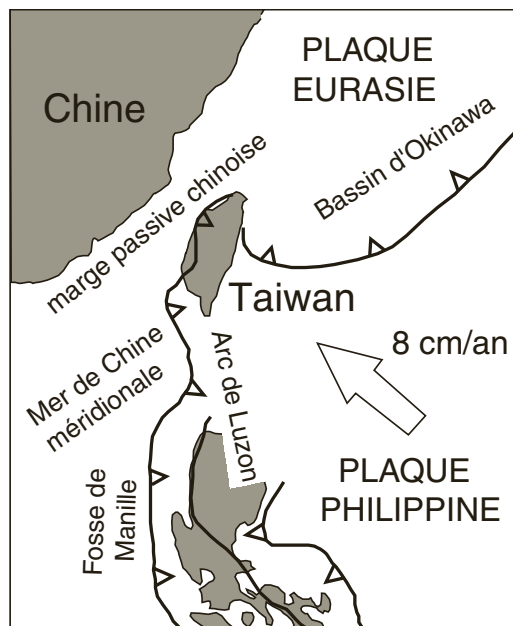 PLAQUE
EURASIE
Chine
Bassin d'Okinawa
marge passive chinoise
Taiwan
8 cm/an
Mer de Chine
méridionale
Arc de Luzon
PLAQUE
PHILIPPINE
Fosse de
Manille